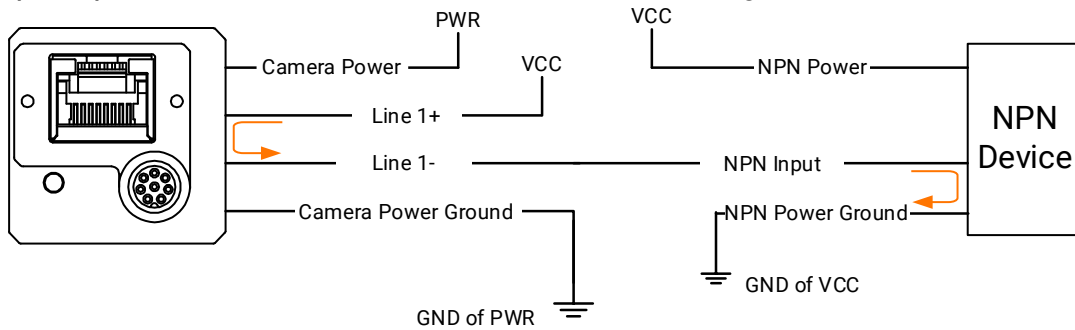 PWR
VCC
Camera Power
VCC
NPN Power
Line 1+
NPN
Device
Line 1-
NPN Input
Camera Power Ground
NPN Power Ground
GND of VCC
GND of PWR